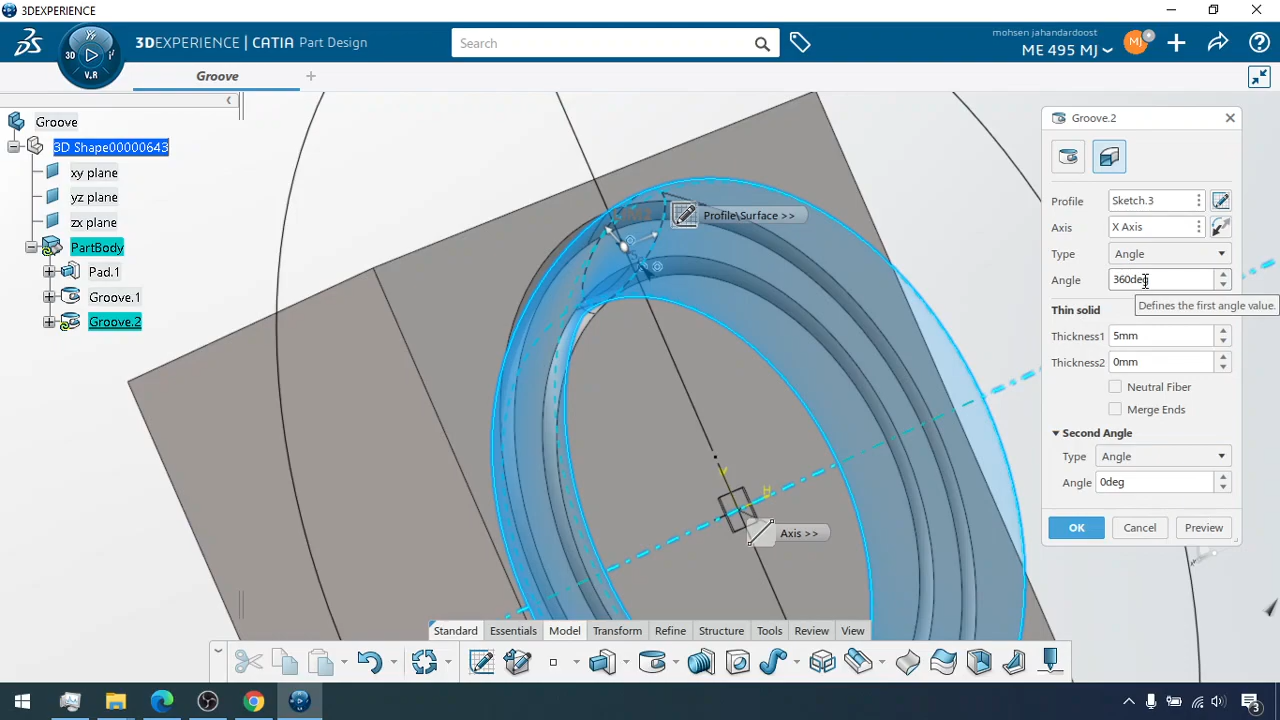 3DEXPERIENCE
3DEXPERIENCE | CATIA Part Design
Search
mohsen jahandardoost
ME 495 MJ
MJ
3D
V.R
Groove
Groove
3D Shape00000643
xy plane
yz plane
zx plane
PartBody
Pad.1
Groove.1
Groove.2
Profile\Surface >>
V
H
Axis >>
Groove.2
Profile
Sketch.3
Axis
X Axis
Type
Angle
Angle
360deg
Defines the first angle value.
Thin solid
Thickness1
5mm
Thickness2
0mm
Neutral Fiber
Merge Ends
Second Angle
Type
Angle
Angle
0deg
OK
Cancel
Preview
Standard
Essentials
Model
Transform
Refine
Structure
Tools
Review
View
3